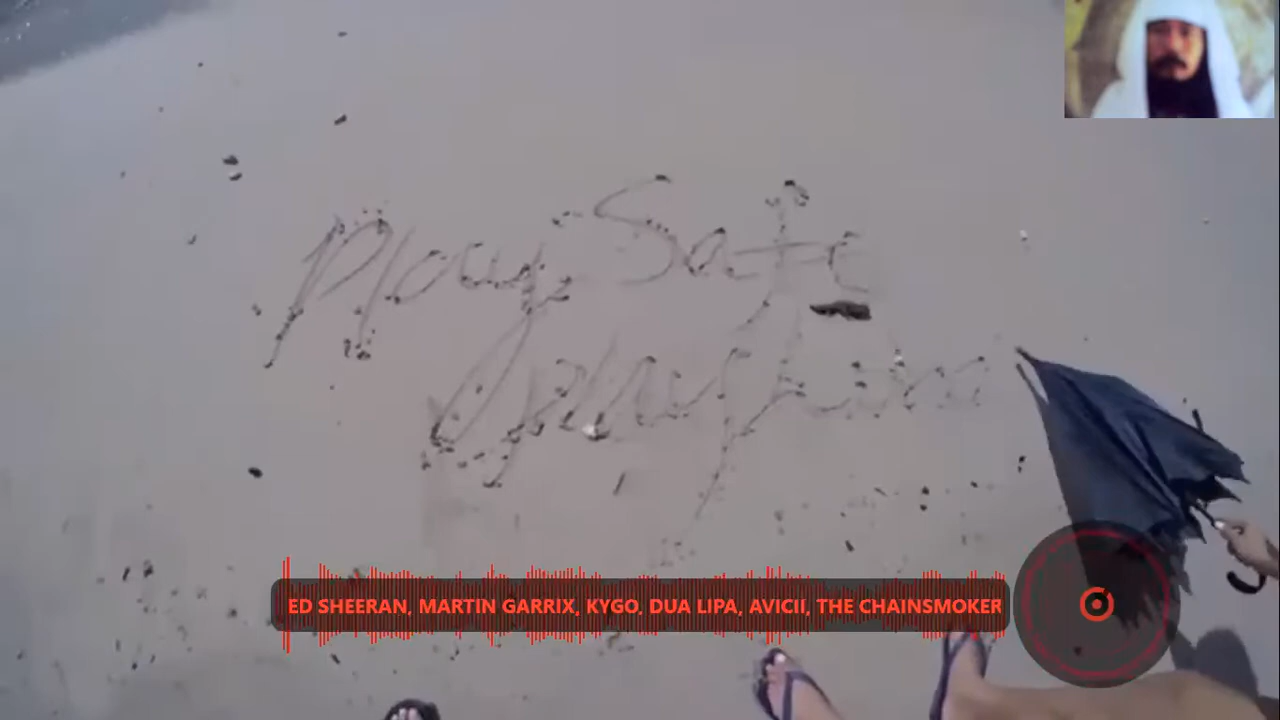 Play Safe
ED SHEERAN, MARTIN GARRIX, KYGO, DUA LIPA, AVICII, THE CHAINSMOKER